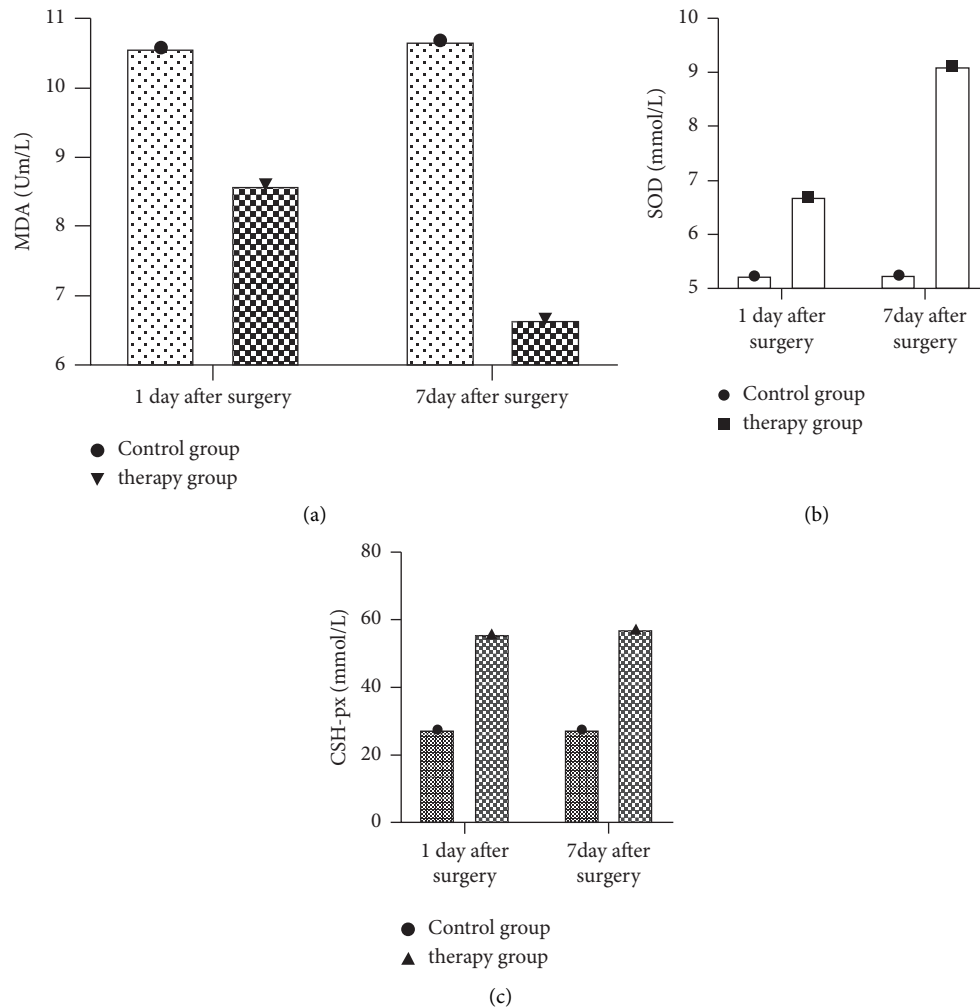 11
10
9
8
7
6
MDA (Um/L)
1 day after surgery
7day after surgery
Control group
therapy group
(a)
10
9
8
7
6
5
SOD (mmol/L)
1 day after
surgery
7day after
surgery
Control group
therapy group
(b)
80
60
40
20
0
CSH-px (mmol/L)
1 day after
surgery
7day after
surgery
Control group
therapy group
(c)